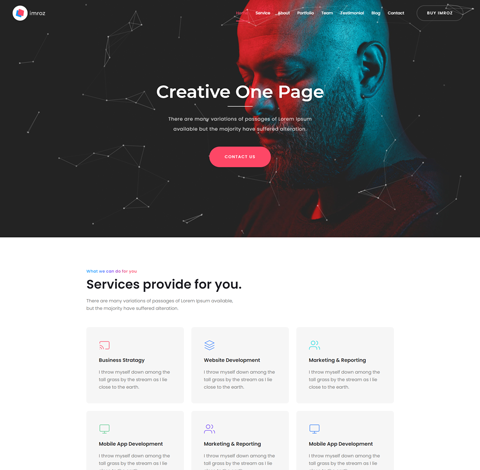 imroz
Home Service About Portfolio Team Testimonial Blog Contact BUY IMROZ
Creative One Page
There are many variations of passages of Lorem Ipsum
available but the majority have suffered alteration.
CONTACT US
What we can do for you
Services provide for you.
There are many variations of passages of Lorem Ipsum available,
but the majority have suffered alteration.
Business Stratagy
I throw myself down among the
tall grass by the stream as I lie
close to the earth.
Website Development
I throw myself down among the
tall grass by the stream as I lie
close to the earth.
Marketing & Reporting
I throw myself down among the
tall grass by the stream as I lie
close to the earth.
Mobile App Development
I throw myself down among the
tall grass by the stream as I lie
Marketing & Reporting
I throw myself down among the
tall grass by the stream as I lie
Mobile App Development
I throw myself down among the
tall grass by the stream as I lie